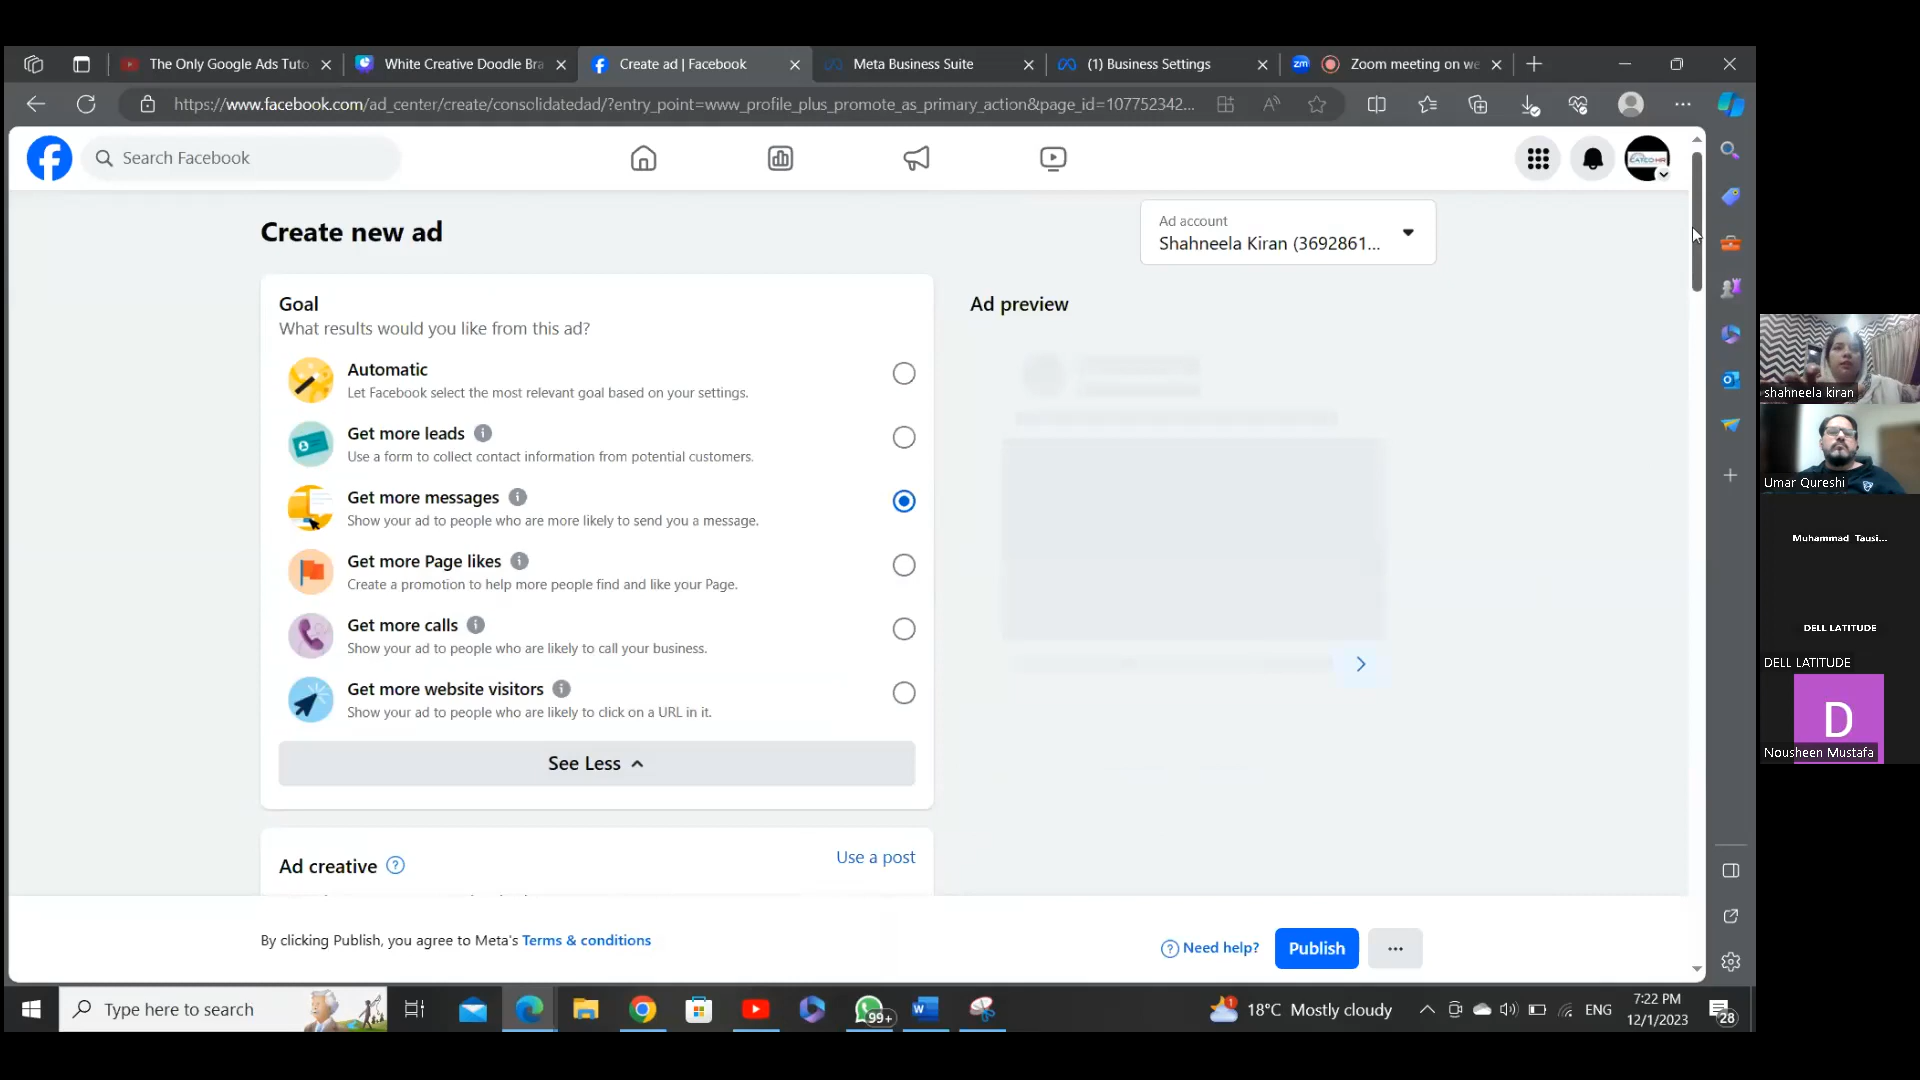 The Only Google Ads Tuto
White Creative Doodle Bra
Create ad | Facebook
Meta Business Suite
(1) Business Settings
zm
Zoom meeting on we
https://www.facebook.com/ad_center/create/consolidatedad/?entry_point=www_profile_plus_promote_as_primary_action&page_id=107752342...
Search Facebook
CATCO HR
Create new ad
Ad account
Shahneela Kiran (3692861...
Goal
What results would you like from this ad?
Ad preview
Automatic
Let Facebook select the most relevant goal based on your settings.
Get more leads
Use a form to collect contact information from potential customers.
Get more messages
Show your ad to people who are more likely to send you a message.
Get more Page likes
Create a promotion to help more people find and like your Page.
Get more calls
Show your ad to people who are likely to call your business.
Get more website visitors
Show your ad to people who are likely to click on a URL in it.
See Less
Ad creative
Use a post
By clicking Publish, you agree to Meta's Terms & conditions
Need help?
Publish
...
shahneela kiran
Umar Qureshi
Muhammad Tausi...
DELL LATITUDE
DELL LATITUDE
D
Nousheen Mustafa
Type here to search
99+
18°C Mostly cloudy
ENG
7:22 PM
12/1/2023
28